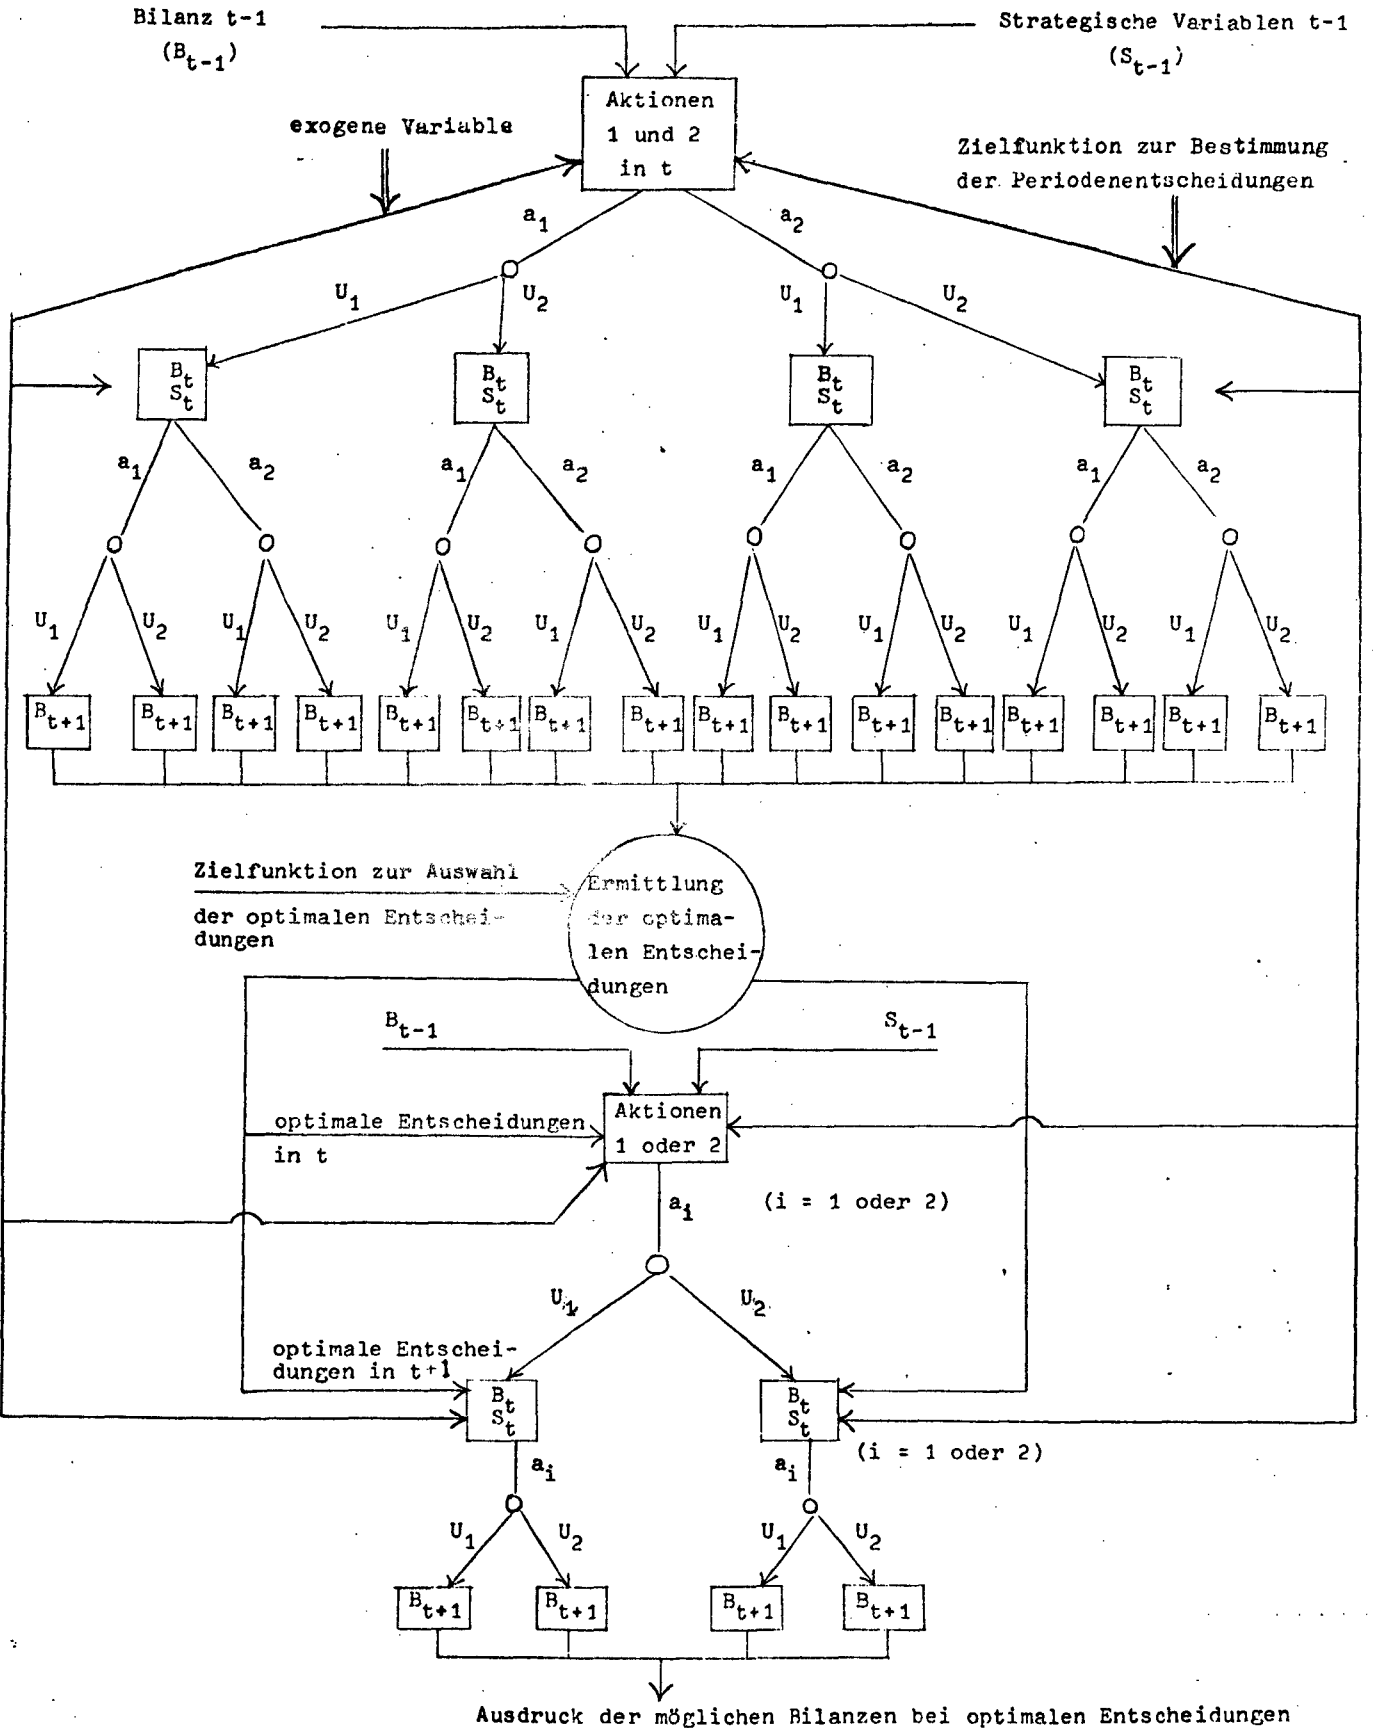 Bilanz t-1
(B t-1)
Strategische Variablen t-1
(S t-1)
Aktionen
1 und 2
in t
exogene Variable
Zielfunktion zur Bestimmung
der Periodenentscheidungen
a1 a2
U1 U2 U1 U2
Bt Bt Bt Bt
St St St St
a1 a2 a1 a2 a1 a2 a1 a2
U1 U2 U1 U2 U1 U2 U1 U2 U1 U2 U1 U2 U1 U2 U1 U2
Bt+1 Bt+1 Bt+1 Bt+1 Bt+1 Bt+1 Bt+1 Bt+1 Bt+1 Bt+1 Bt+1 Bt+1 Bt+1 Bt+1 Bt+1 Bt+1
Zielfunktion zur Auswahl
der optimalen Entschei-
dungen
Ermittlung
der optima-
len Entschei-
dungen
Bt-1 St-1
Aktionen
1 oder 2
optimale Entscheidungen
in t
ai (i = 1 oder 2)
U1 U2
optimale Entschei-
dungen in t+1
Bt Bt
St St
(i = 1 oder 2)
ai ai
U1 U2 U1 U2
Bt+1 Bt+1 Bt+1 Bt+1
Ausdruck der möglichen Bilanzen bei optimalen Entscheidungen